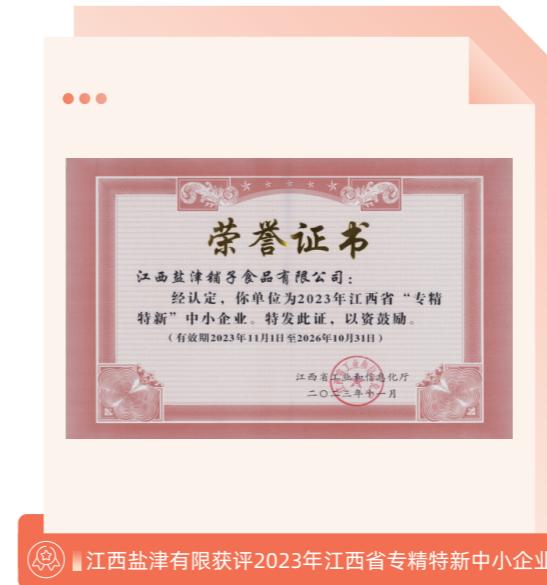 荣誉证书
江西盐津铺子食品有限公司：
经认定，你单位为2023年江西省“专精
特新”中小企业。特发此证，以资鼓励。
（有效期2023年11月1日至2026年10月31日）
江西省工业和信息化厅
二〇二三年十一月
江西盐津有限获评2023年江西省专精特新中小企业